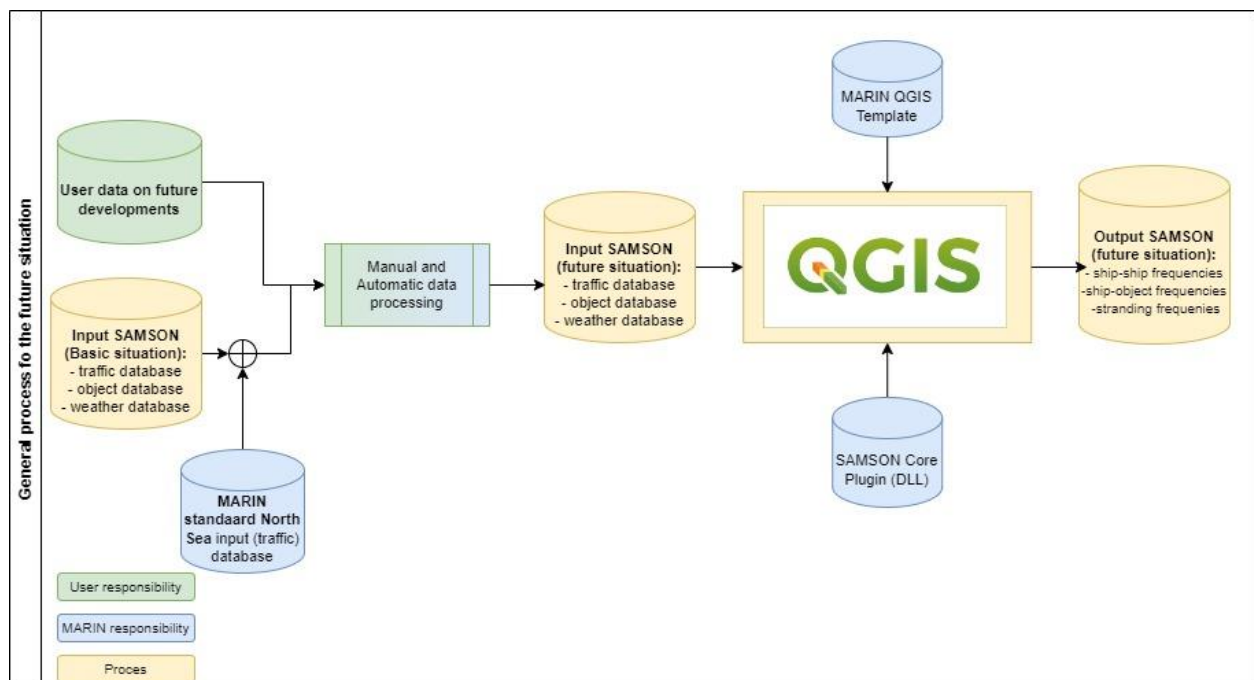 General process fo the future situation
User data on future
developments
Input SAMSON
(Basic situation):
- traffic database
- object database
- weather database
MARIN
standaard North
Sea input (traffic)
database
Manual and
Automatic data
processing
Input SAMSON
(future situation):
- traffic database
- object database
- weather database
MARIN QGIS
Template
QGIS
SAMSON Core
Plugin (DLL)
Output SAMSON
(future situation):
- ship-ship frequencies
-ship-object frequencies
-stranding frequenies
User responsibility
MARIN responsibility
Proces